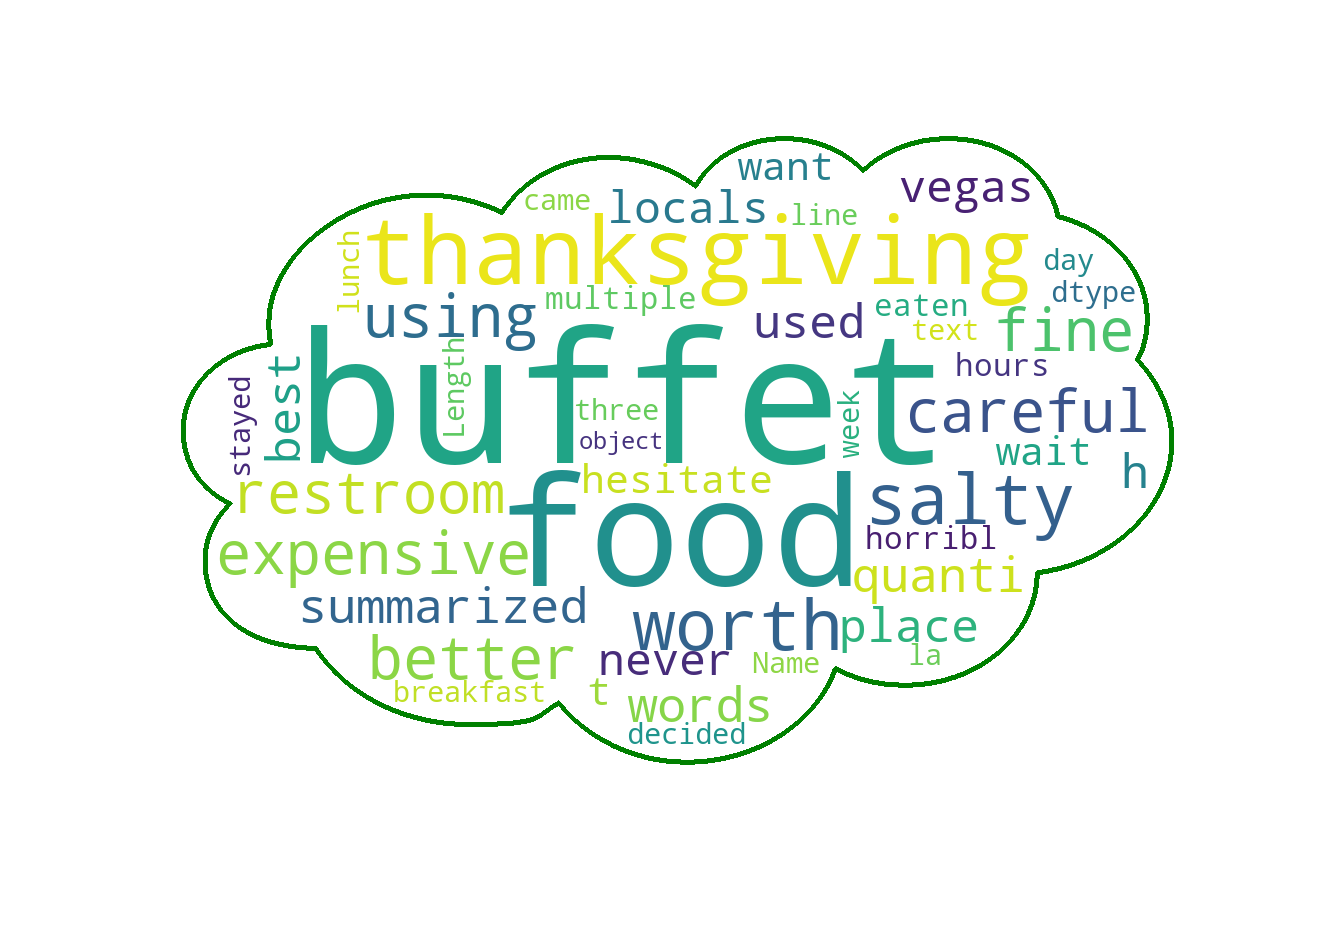 want
vegas
came
locals
line
thanksgiving
lunch
day
dtype
multiple
using
used
eaten
text
fine
buffet
Length
best
stayed
three
object
week
hours
careful
wait
h
restroom
hesitate
food
salty
expensive
horribl
quanti
summarized
worth
place
better
never
Name
la
breakfast
t
words
decided